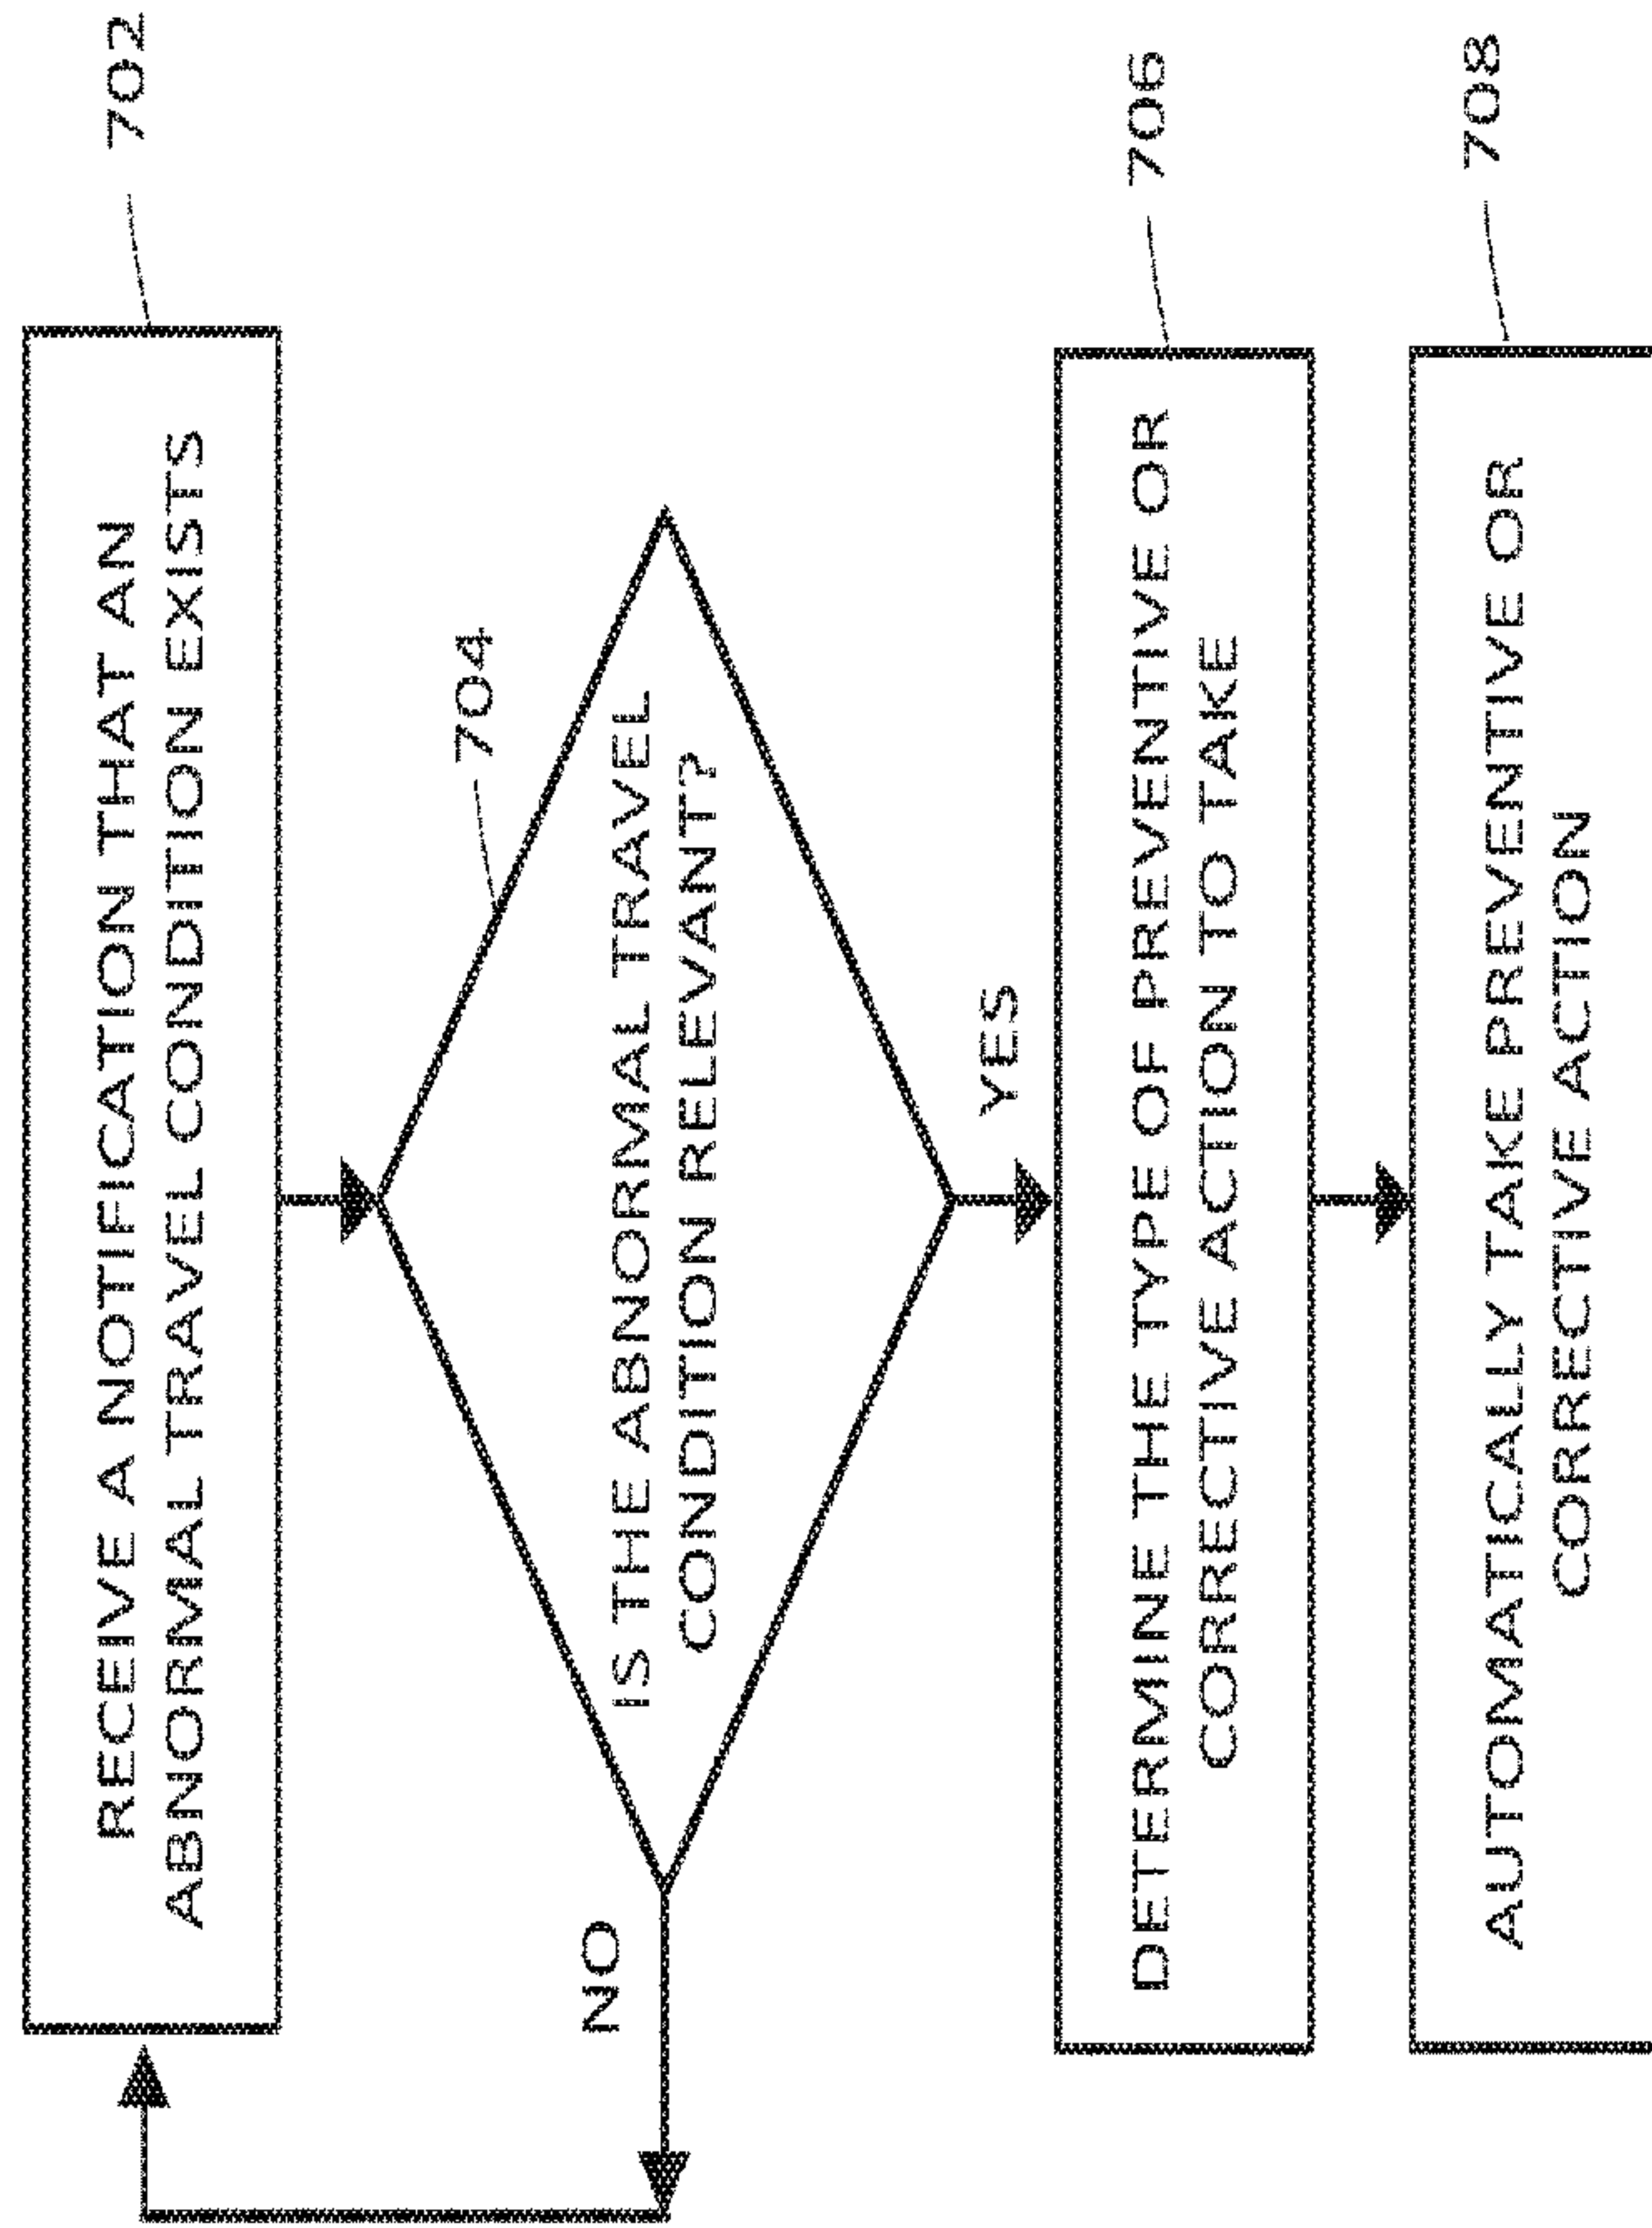 RECEIVE A NOTIFICATION THAT AN
ABNORMAL TRAVEL CONDITION EXISTS
702
704
IS THE ABNORMAL TRAVEL
CONDITION RELEVANT?
NO
YES
DETERMINE THE TYPE OF PREVENTIVE OR
CORRECTIVE ACTION TO TAKE
706
AUTOMATICALLY TAKE PREVENTIVE OR
CORRECTIVE ACTION
708